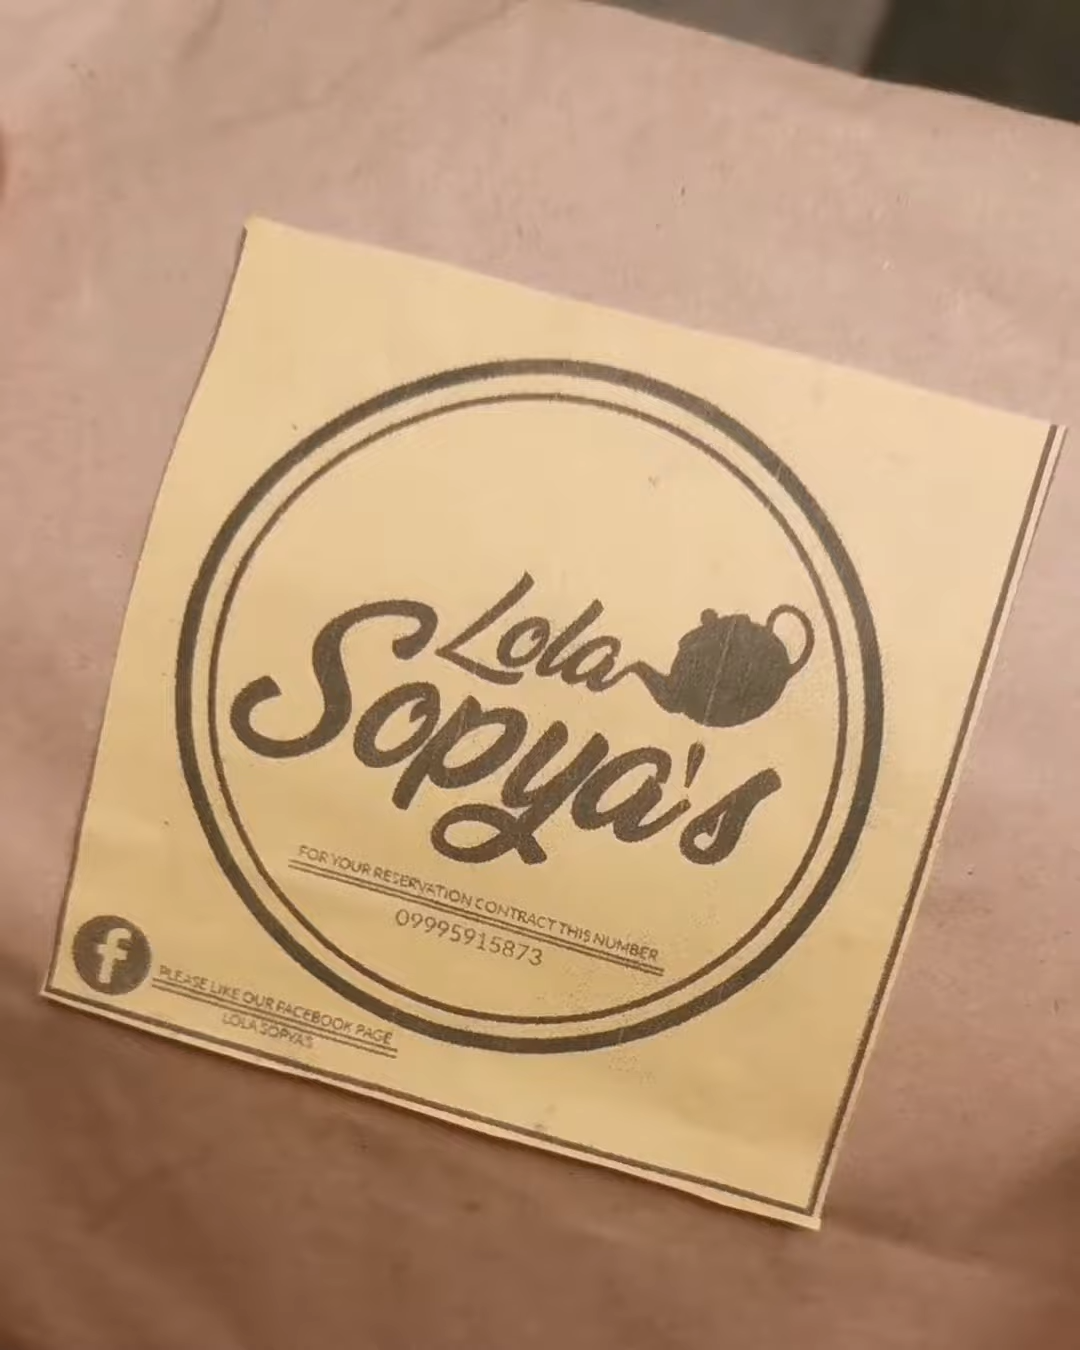 Lola
Sopya's
FOR YOUR RESERVATION CONTRACT THIS NUMBER
09995915873
PLEASE LIKE OUR FACEBOOK PAGE
LOLA SOPYA'S